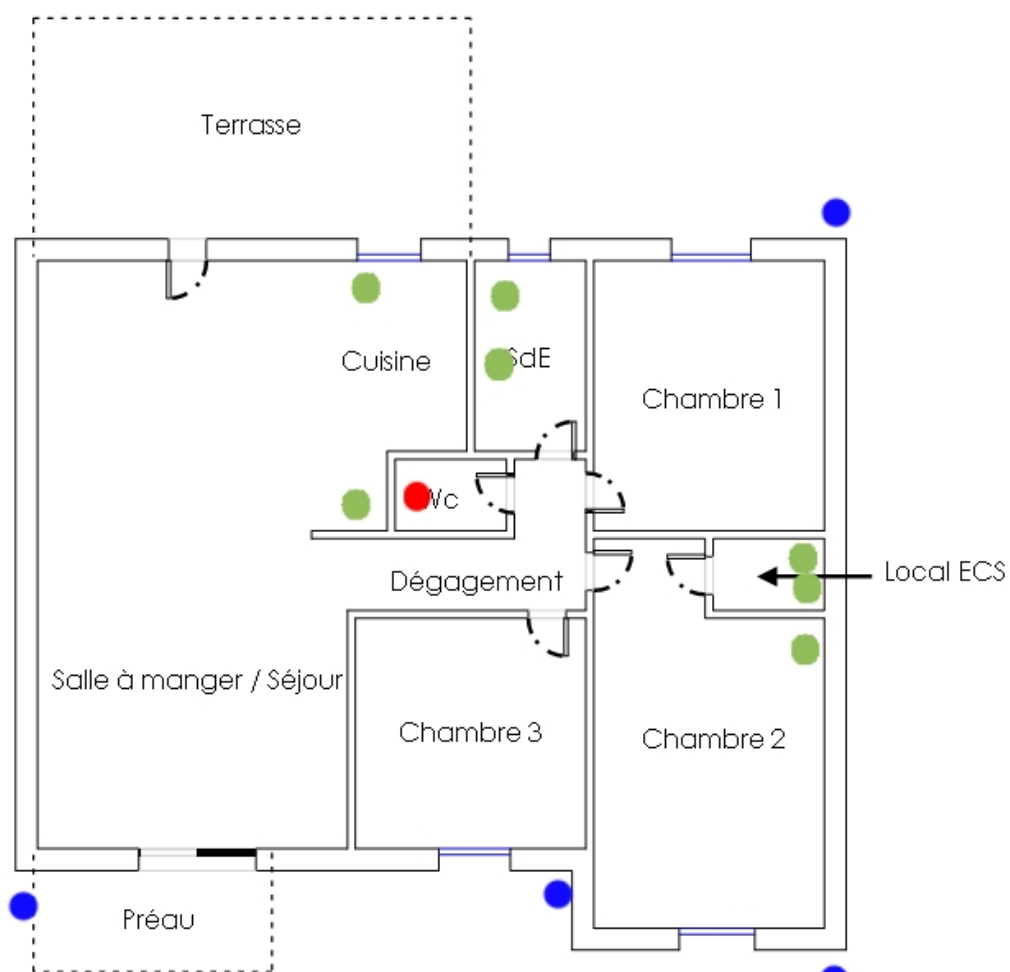 Terrasse
Cuisine
SdE
Chambre 1
Wc
Dégagement
Local ECS
Salle à manger / Séjour
Chambre 3
Chambre 2
Préau